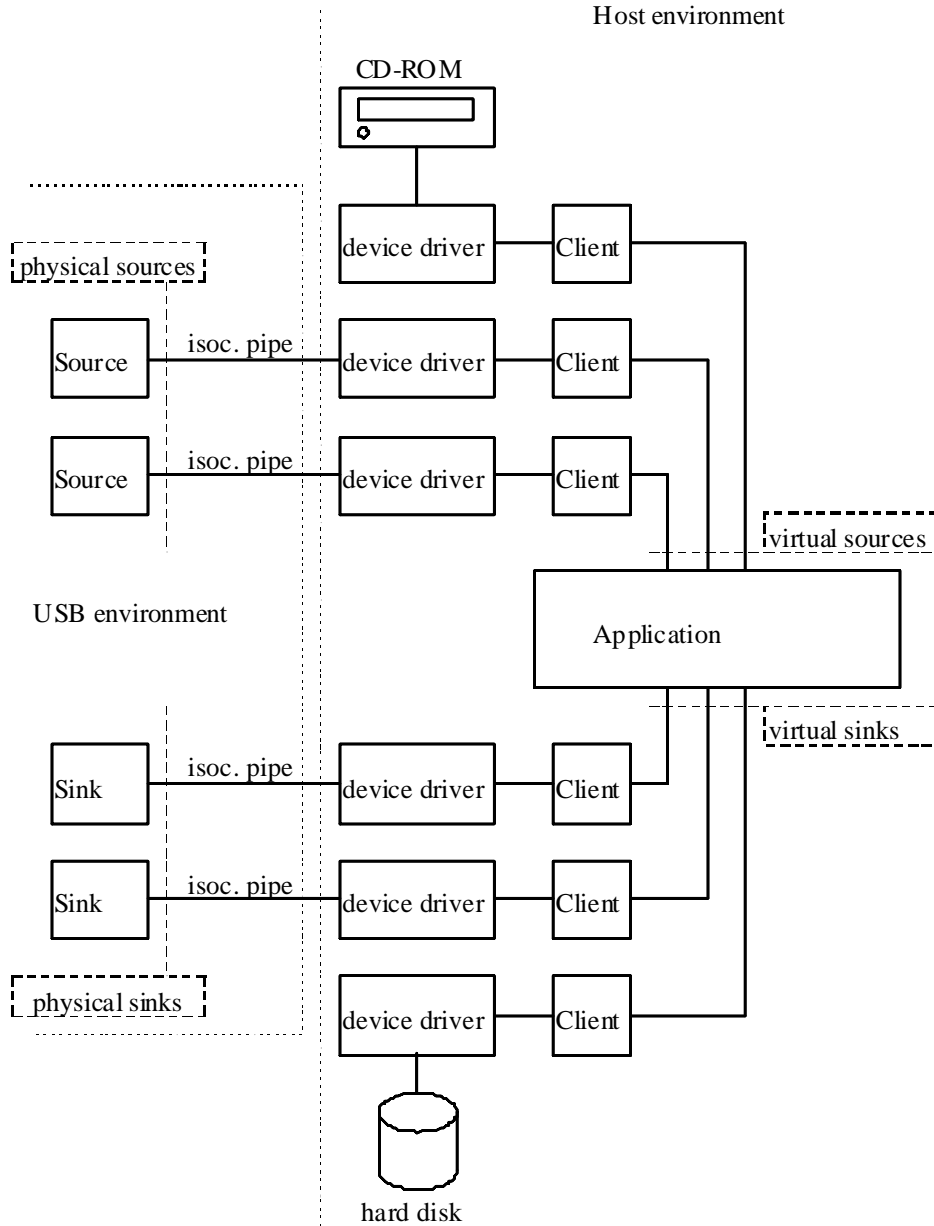 Host environment
CD-ROM
device driver
Client
physical sources
Source
isoc. pipe
device driver
Client
Source
isoc. pipe
device driver
Client
virtual sources
USB environment
Application
virtual sinks
Sink
isoc. pipe
device driver
Client
Sink
isoc. pipe
device driver
Client
physical sinks
device driver
Client
hard disk